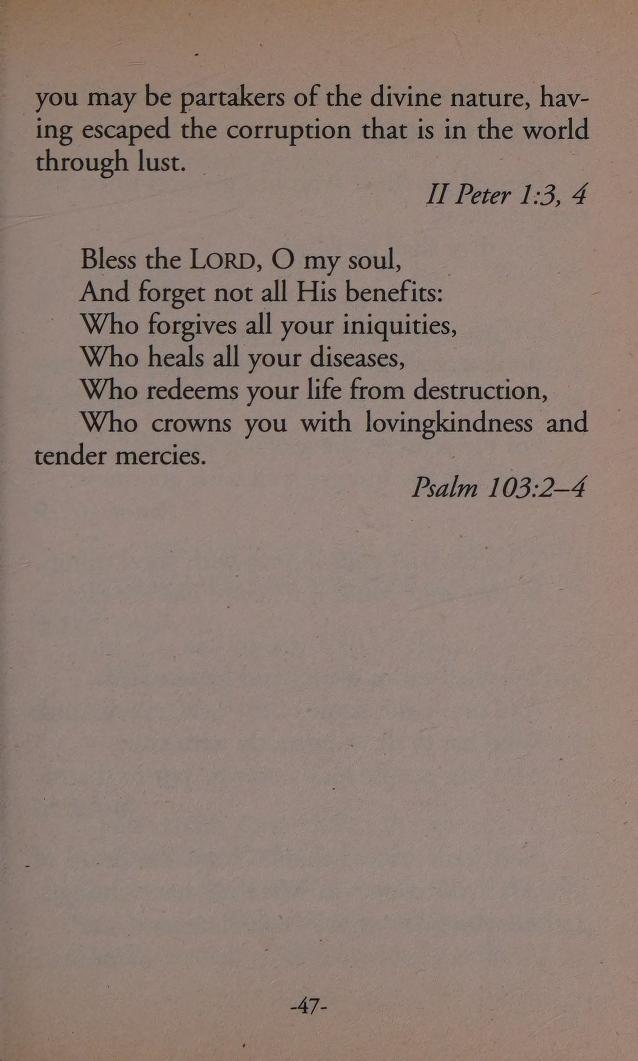 you may be partakers of the divine nature, hav-
ing escaped the corruption that is in the world
through lust.
II Peter 1:3, 4
Bless the LORD, O my soul,
And forget not all His benefits:
Who forgives all your iniquities,
Who heals all your diseases,
Who redeems your life from destruction,
Who crowns you with lovingkindness and
tender mercies.
Psalm 103:2–4
-47-